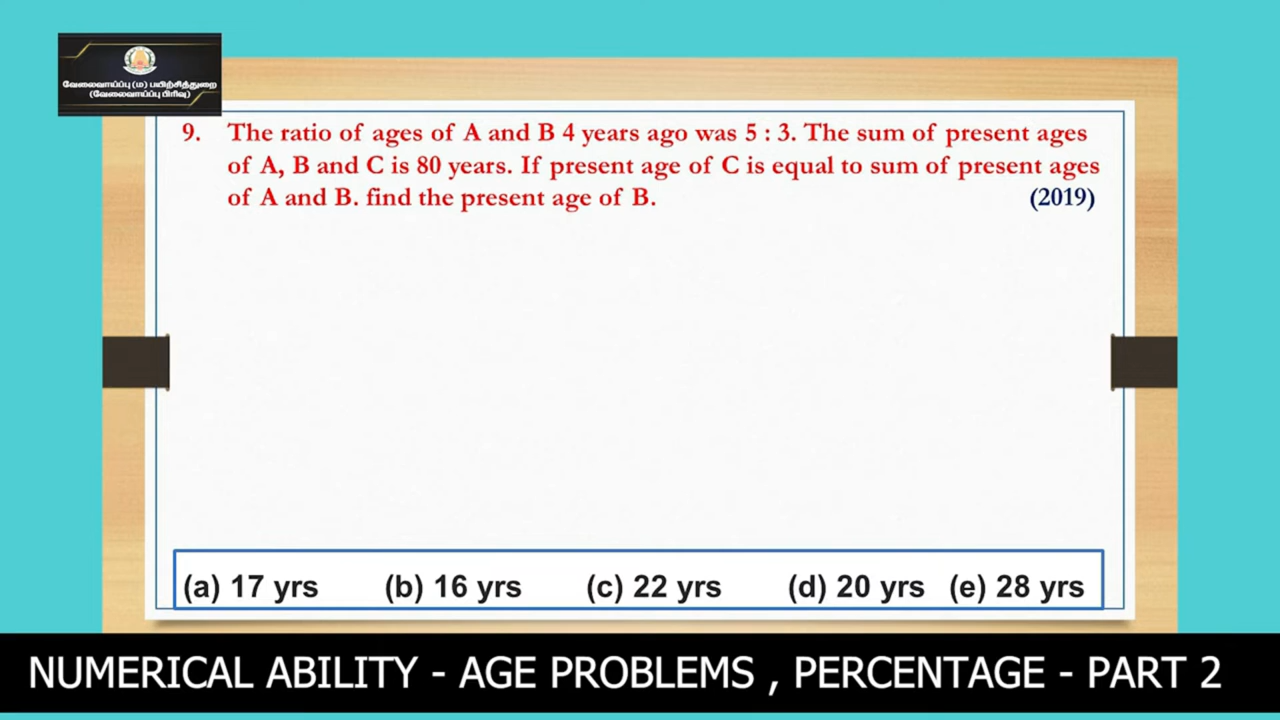 வேலைவாய்ப்பு (ம) பயிற்சித்துறை
(வேலைவாய்ப்பு பிரிவு)
9. The ratio of ages of A and B 4 years ago was 5 : 3. The sum of present ages
of A, B and C is 80 years. If present age of C is equal to sum of present ages
of A and B. find the present age of B. (2019)
(a) 17 yrs (b) 16 yrs (c) 22 yrs (d) 20 yrs (e) 28 yrs
NUMERICAL ABILITY - AGE PROBLEMS , PERCENTAGE - PART 2